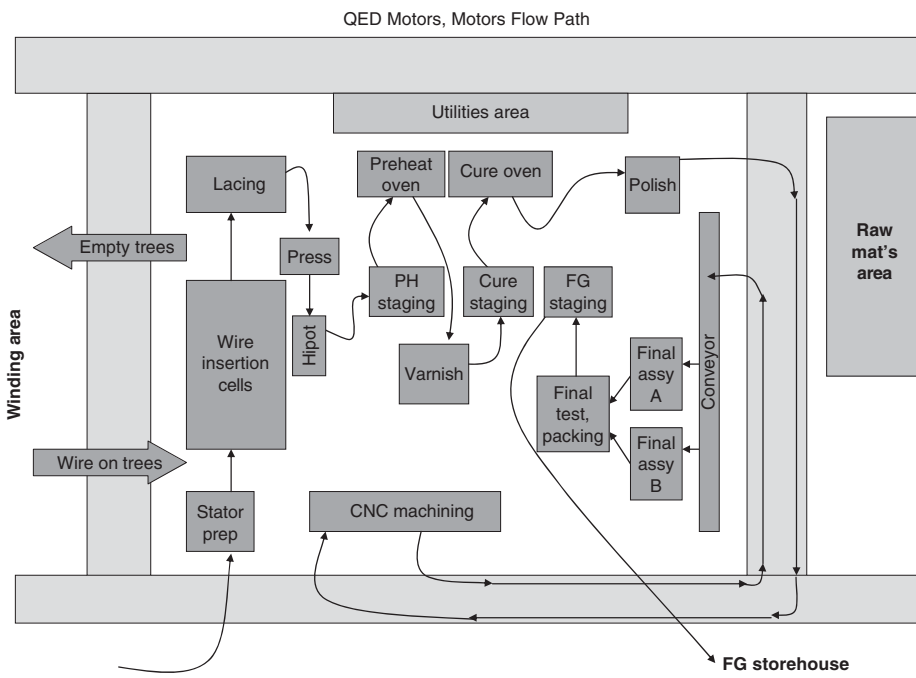 QED Motors, Motors Flow Path
Utilities area
Lacing
Preheat
oven
Cure oven
Polish
Empty trees
Press
PH
staging
Cure
staging
FG
staging
Raw
mat's
area
Winding area
Wire
insertion
cells
Hipot
Varnish
Final
test,
packing
Final
assy
A
Conveyor
Final
assy
B
Wire on trees
Stator
prep
CNC machining
FG storehouse